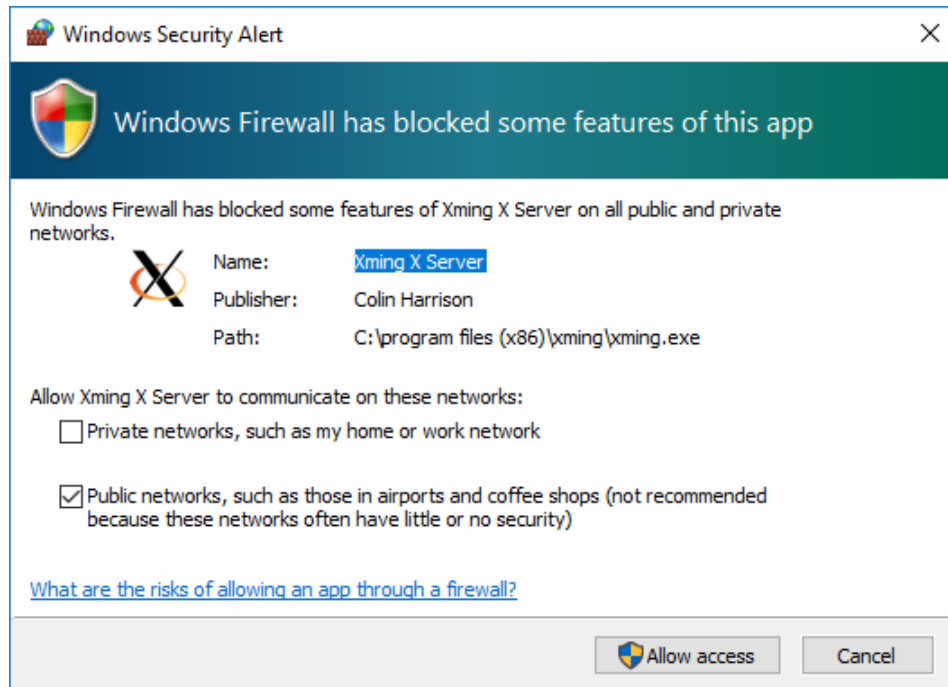 Windows Security Alert
Windows Firewall has blocked some features of this app
Windows Firewall has blocked some features of Xming X Server on all public and private
networks.
Name: Xming X Server
Publisher: Colin Harrison
Path: C:\program files (x86)\xming\xming.exe
Allow Xming X Server to communicate on these networks:
Private networks, such as my home or work network
Public networks, such as those in airports and coffee shops (not recommended
because these networks often have little or no security)
What are the risks of allowing an app through a firewall?
Allow access Cancel